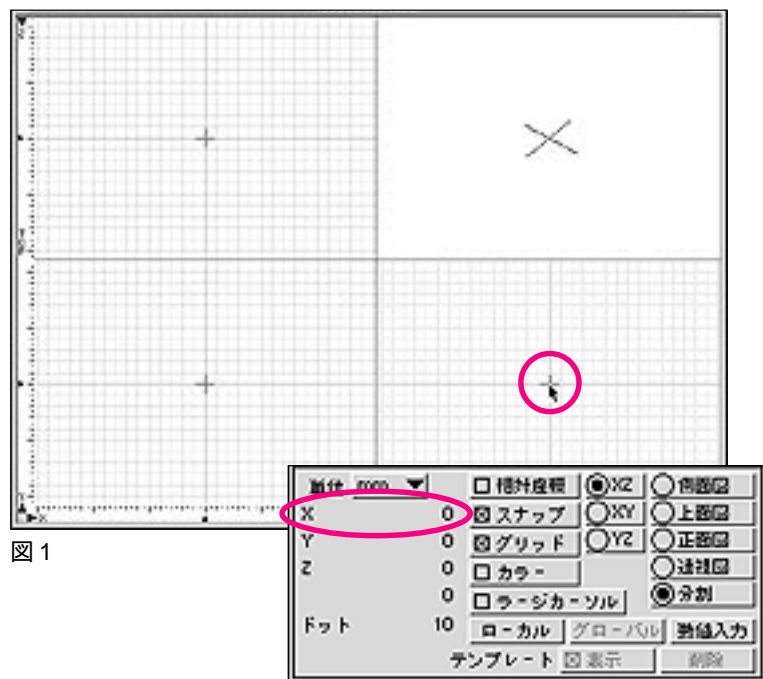 単位 mm ▼ □ 相対座標 ◉XZ ○側面図
X 0 ☒ スナップ ○XY ○上面図
Y 0 ☒ グリッド ○YZ ○正面図
Z 0 □ カラー ○透視図
0 □ ラージカーソル ◉分割
ドット 10 ローカル グローバル 数値入力
テンプレート ☒ 表示 削除
図 1